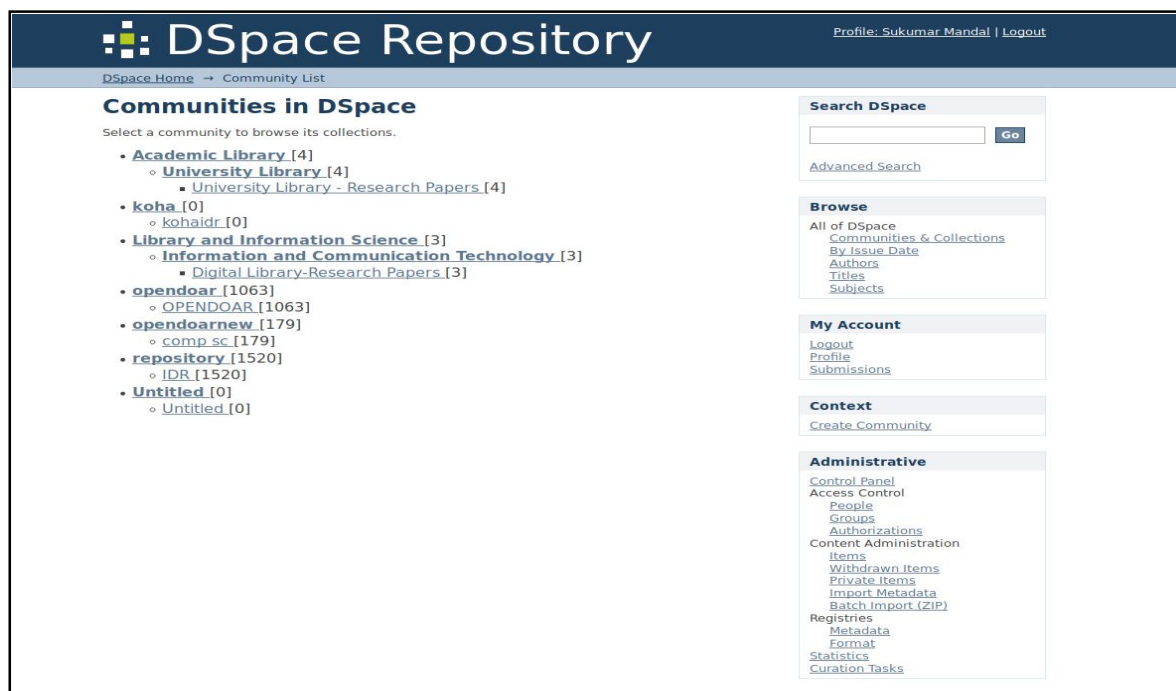 DSpace Repository
Profile: Sukumar Mandal | Logout
DSpace Home → Community List
Communities in DSpace
Select a community to browse its collections.
• Academic Library [4]
◦ University Library [4]
▪ University Library - Research Papers [4]
• koha [0]
◦ kohaidr [0]
• Library and Information Science [3]
◦ Information and Communication Technology [3]
▪ Digital Library-Research Papers [3]
• opendoar [1063]
◦ OPENDOAR [1063]
• opendoarnew [179]
◦ comp sc [179]
• repository [1520]
◦ IDR [1520]
• Untitled [0]
◦ Untitled [0]
Search DSpace
Go
Advanced Search
Browse
All of DSpace
Communities & Collections
By Issue Date
Authors
Titles
Subjects
My Account
Logout
Profile
Submissions
Context
Create Community
Administrative
Control Panel
Access Control
People
Groups
Authorizations
Content Administration
Items
Withdrawn Items
Private Items
Import Metadata
Batch Import (ZIP)
Registries
Metadata
Format
Statistics
Curation Tasks